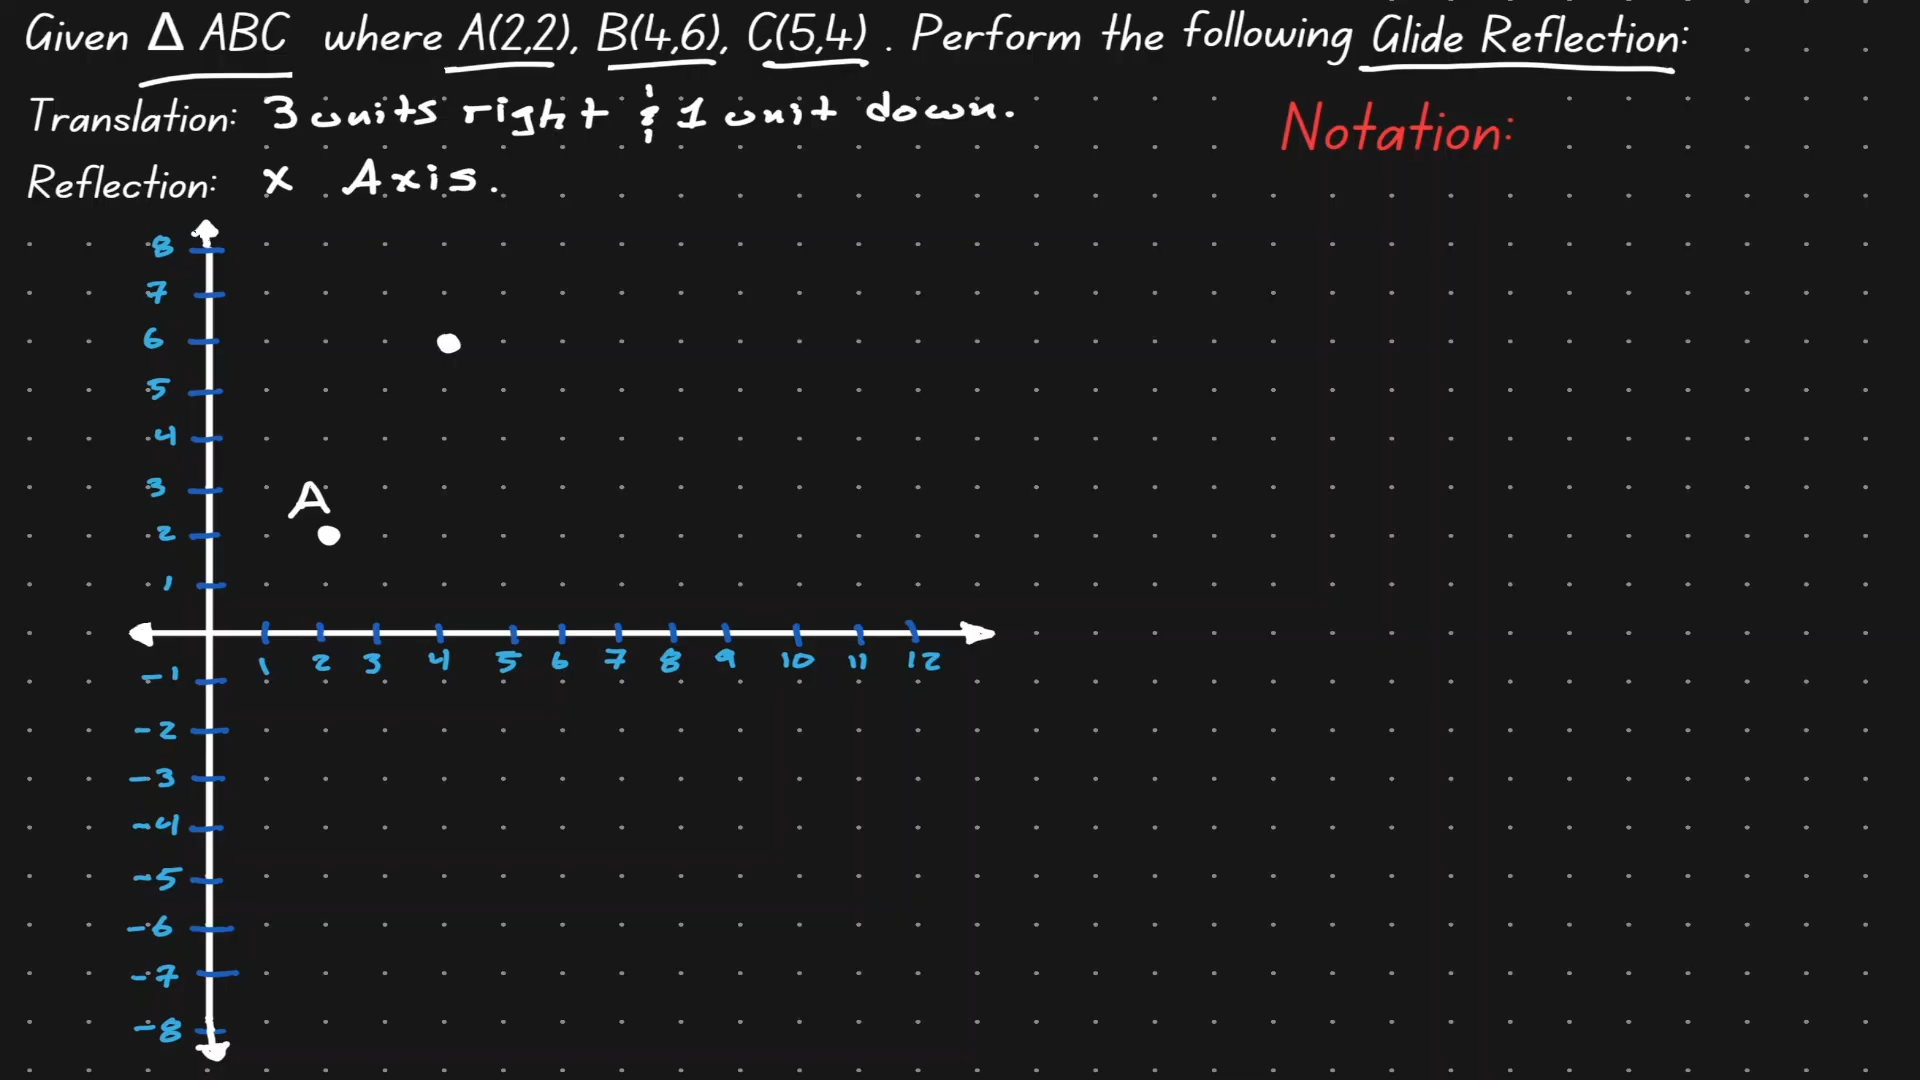 Given Δ ABC where A(2,2), B(4,6), C(5,4). Perform the following Glide Reflection:
Translation: 3 units right & 1 unit down.
Notation:
Reflection: x Axis.
8
7
6
5
4
3
A
2
1
1 2 3 4 5 6 7 8 9 10 11 12
-1
-2
-3
-4
-5
-6
-7
-8